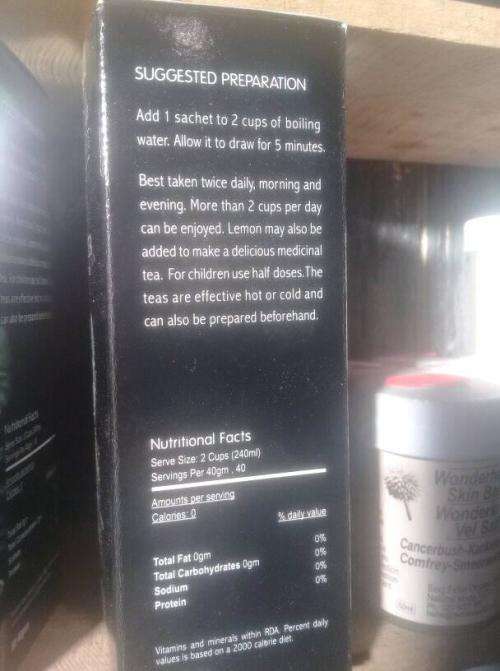 SUGGESTED PREPARATION
Add 1 sachet to 2 cups of boiling
water. Allow it to draw for 5 minutes.
Best taken twice daily, morning and
evening. More than 2 cups per day
can be enjoyed. Lemon may also be
added to make a delicious medicinal
tea. For children use half doses.The
teas are effective hot or cold and
can also be prepared beforehand.
Nutritional Facts
Serve Size: 2 Cups (240ml)
Servings Per 40gm , 40
Amounts per serving
Calories: 0
% daily value
Total Fat 0gm 0%
Total Carbohydrates 0gm 0%
Sodium 0%
Protein 0%
Vitamins and minerals within RDA. Percent daily
values is based on a 2000 calorie diet.
Skin
Cancerbush
Comfrey
Nutritional Facts